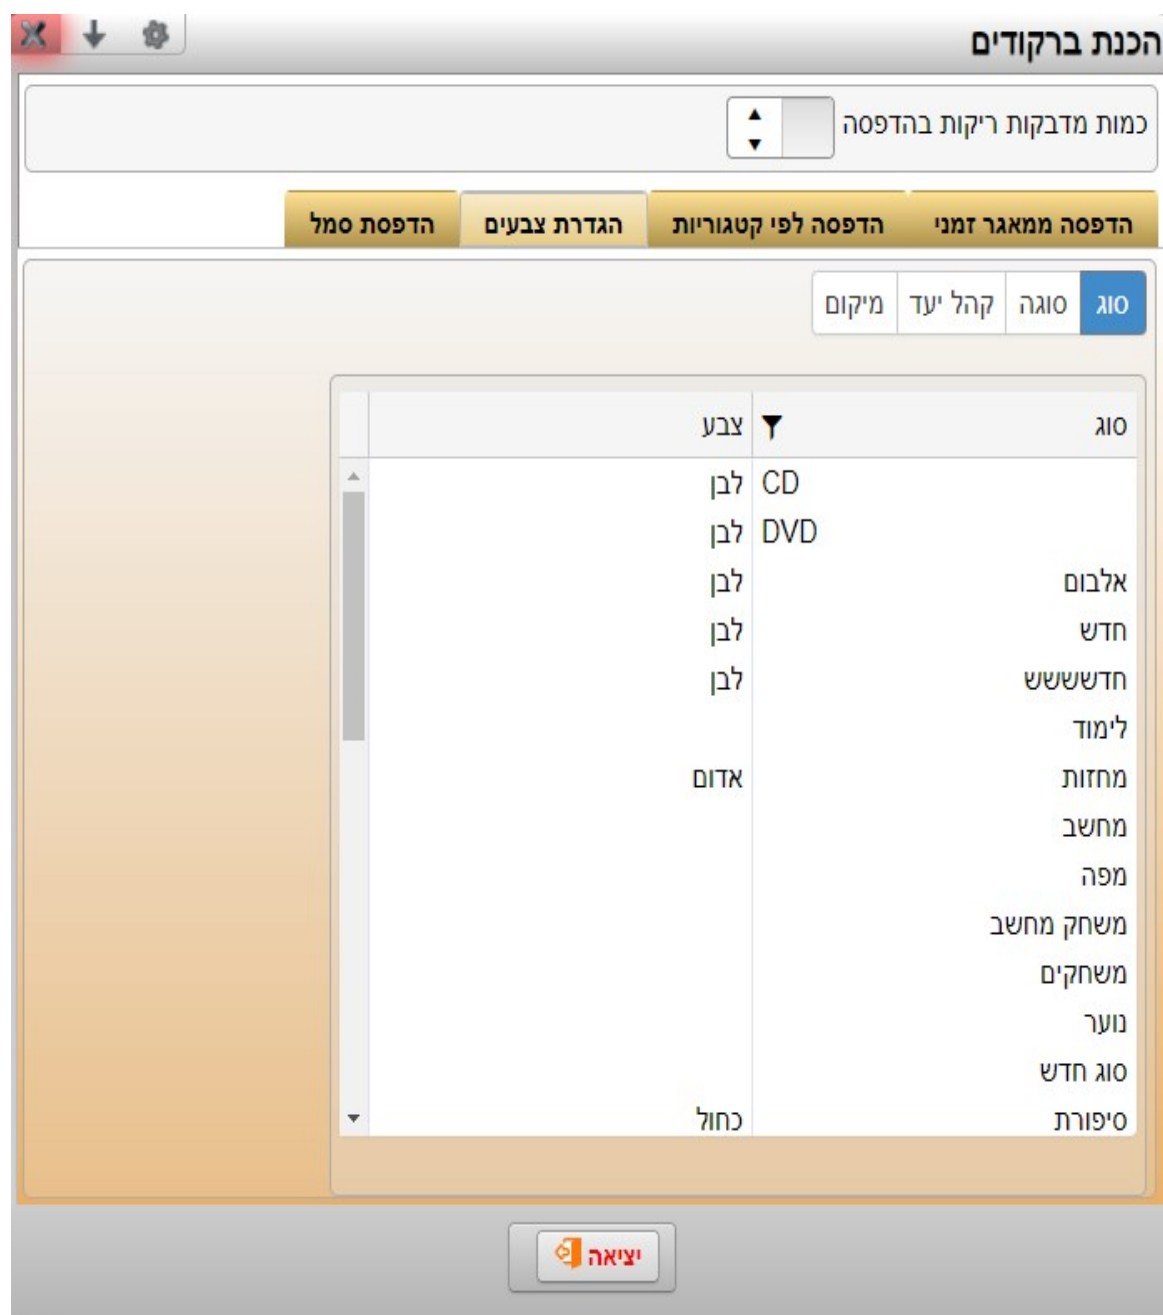 הכנת ברקודים
כמות מדבקות ריקות בהדפסה
הדפסה ממאגר זמני הדפסה לפי קטגוריות הגדרת צבעים הדפסת סמל
סוג סוגה קהל יעד מיקום
סוג צבע
CD לבן
DVD לבן
אלבום לבן
חדש לבן
חדששששש לבן
לימוד
מחזות אדום
מחשב
מפה
משחק מחשב
משחקים
נוער
סוג חדש
סיפורת כחול
יציאה